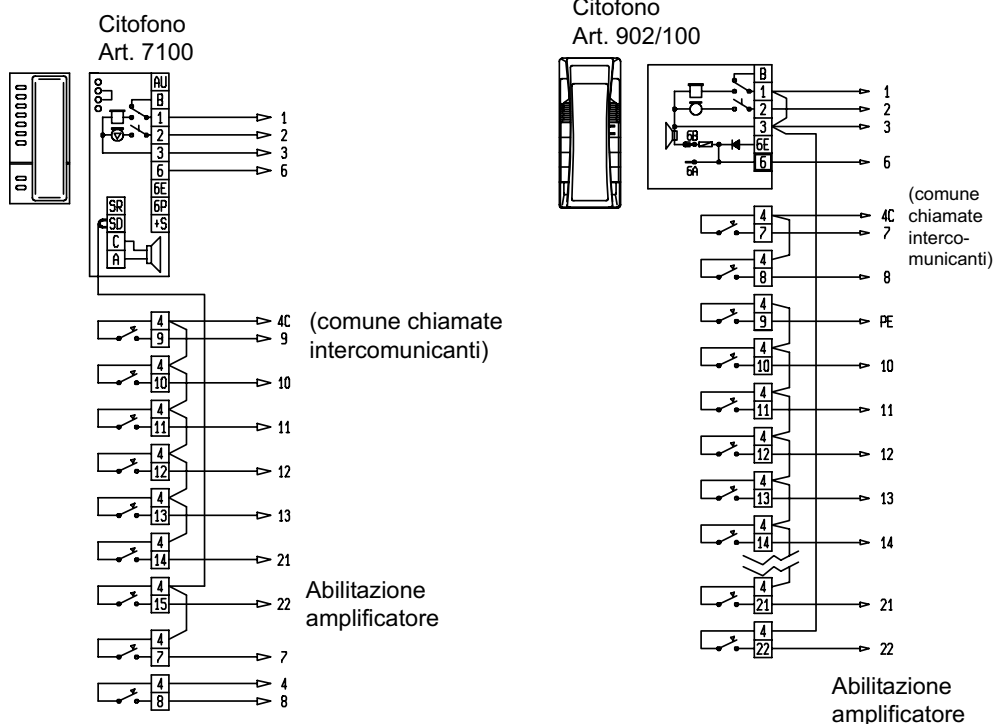 Citofono
Art. 7100
AU
B
1
1
2
2
3
3
6
6
6E
SR
6P
SD
+S
C
A
4
4C
9
9
(comune chiamate
intercomunicanti)
4
10
10
4
11
11
4
12
12
4
13
13
4
14
21
4
15
22
Abilitazione
amplificatore
4
7
7
4
4
8
8
Citofono
Art. 902/100
B
1
1
2
2
3
3
6B
6E
6A
6
6
4
4C
7
7
(comune
chiamate
interco-
municanti)
4
8
8
4
9
PE
4
10
10
4
11
11
4
12
12
4
13
13
4
14
14
4
21
21
4
22
22
Abilitazione
amplificatore